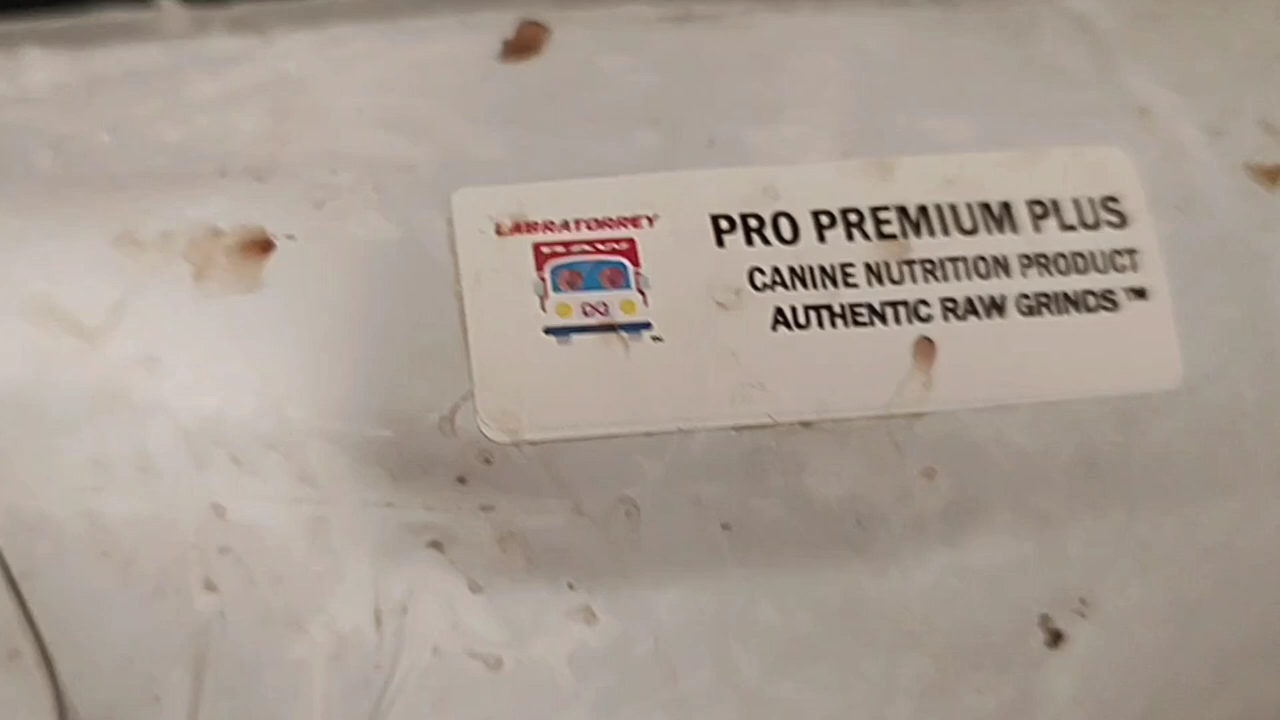 LABRATORREY
RAW
PRO PREMIUM PLUS
CANINE NUTRITION PRODUCT
AUTHENTIC RAW GRINDS™